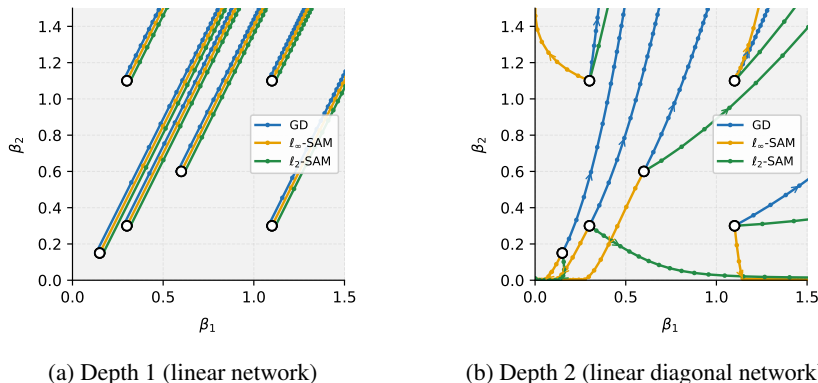 1.4
1.2
1.0
0.8
0.6
0.4
0.2
0.0
β₂
GD
ℓ∞-SAM
ℓ₂-SAM
0.0 0.5 1.0 1.5
β₁
1.4
1.2
1.0
0.8
0.6
0.4
0.2
0.0
β₂
GD
ℓ∞-SAM
ℓ₂-SAM
0.0 0.5 1.0 1.5
β₁
(a) Depth 1 (linear network)
(b) Depth 2 (linear diagonal network